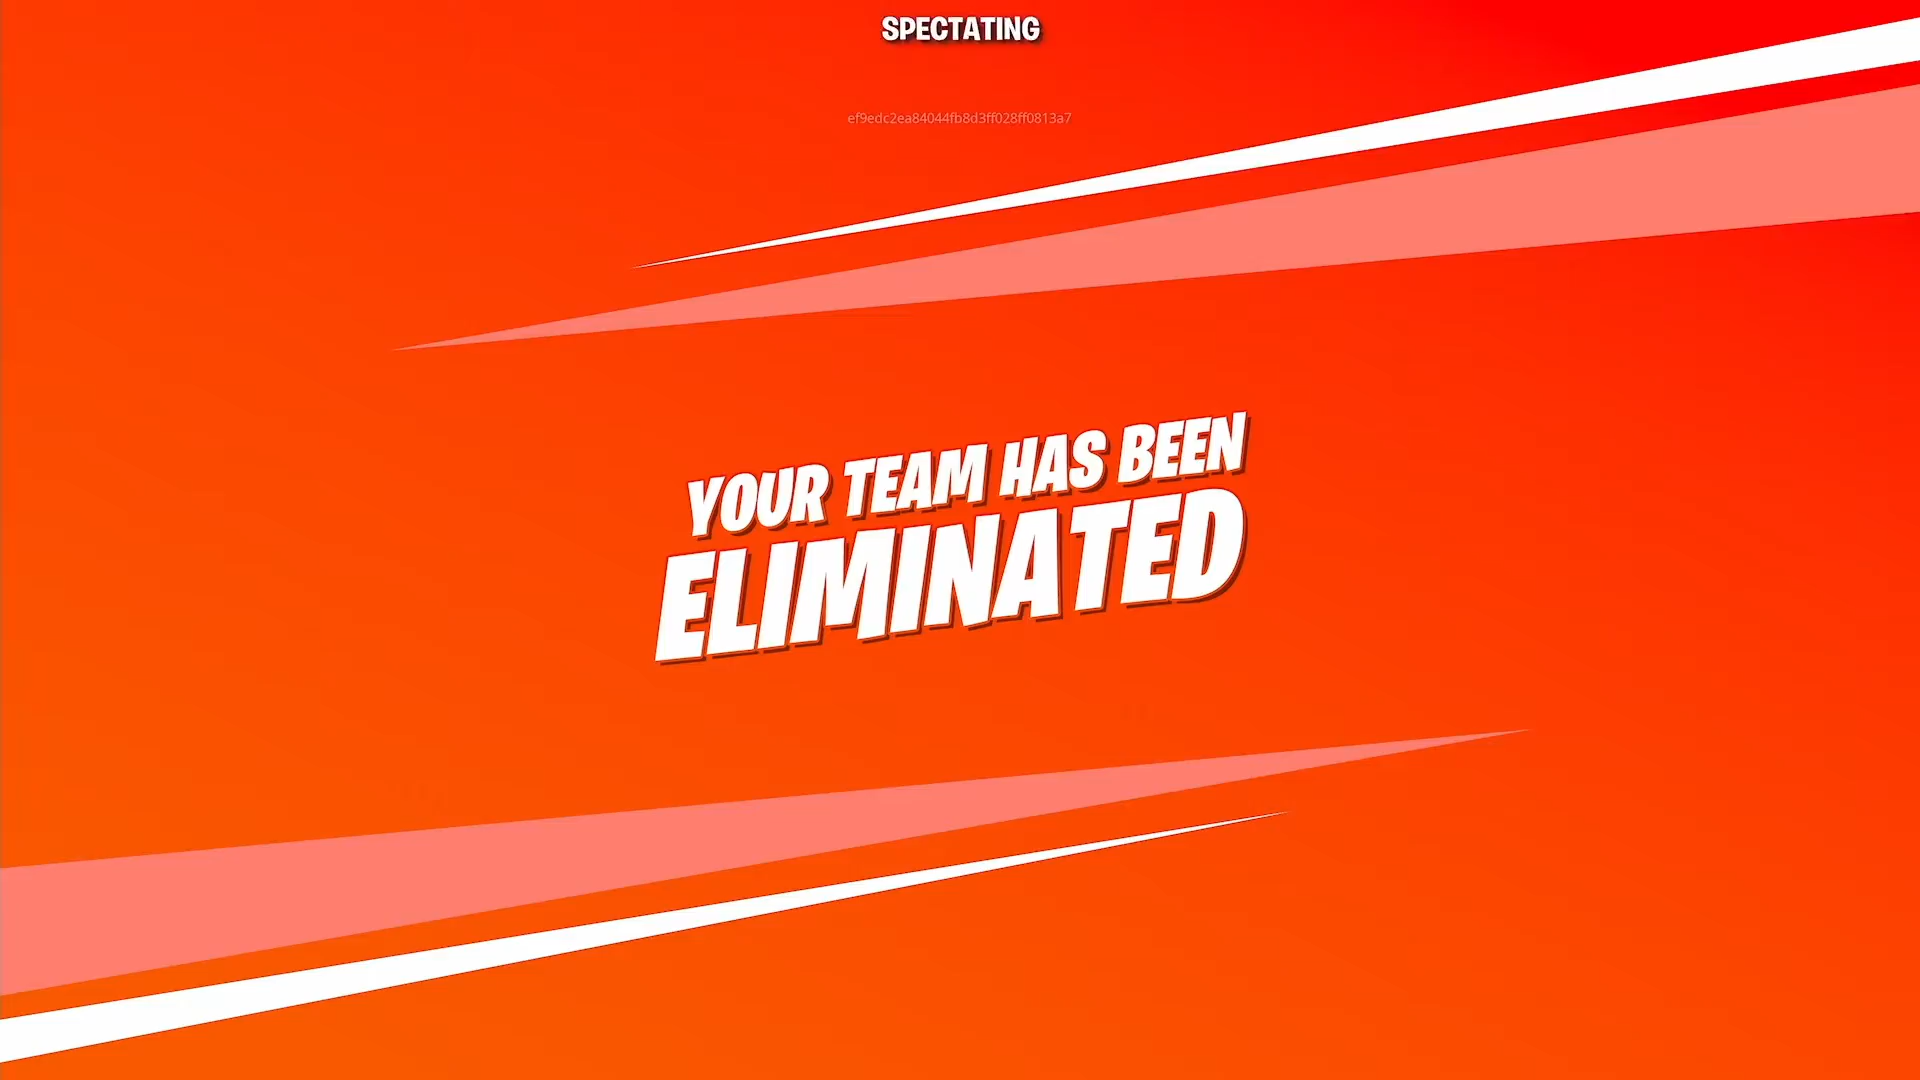 SPECTATING
ef9edc2ea84044fb8d3ff028ff0813a7
YOUR TEAM HAS BEEN
ELIMINATED